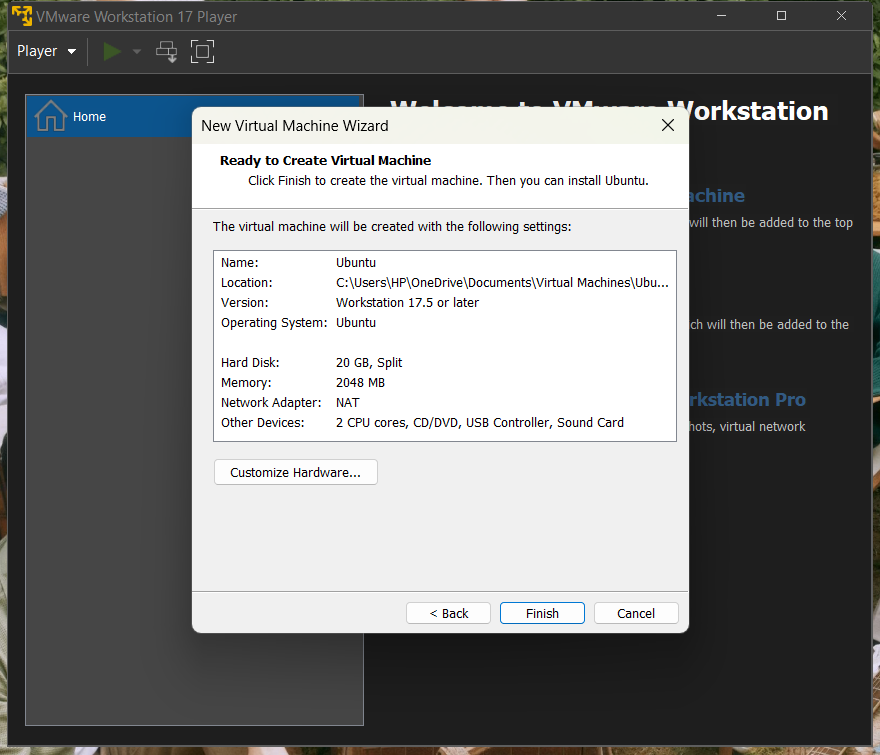 VMware Workstation 17 Player
Player
Home
Welcome to VMware Workstation
New Virtual Machine Wizard
Ready to Create Virtual Machine
Click Finish to create the virtual machine. Then you can install Ubuntu.
The virtual machine will be created with the following settings:
Name: Ubuntu
Location: C:\Users\HP\OneDrive\Documents\Virtual Machines\Ubu...
Version: Workstation 17.5 or later
Operating System: Ubuntu
Hard Disk: 20 GB, Split
Memory: 2048 MB
Network Adapter: NAT
Other Devices: 2 CPU cores, CD/DVD, USB Controller, Sound Card
Customize Hardware...
< Back
Finish
Cancel
achine
will then be added to the top
ch will then be added to the
rkstation Pro
hots, virtual network